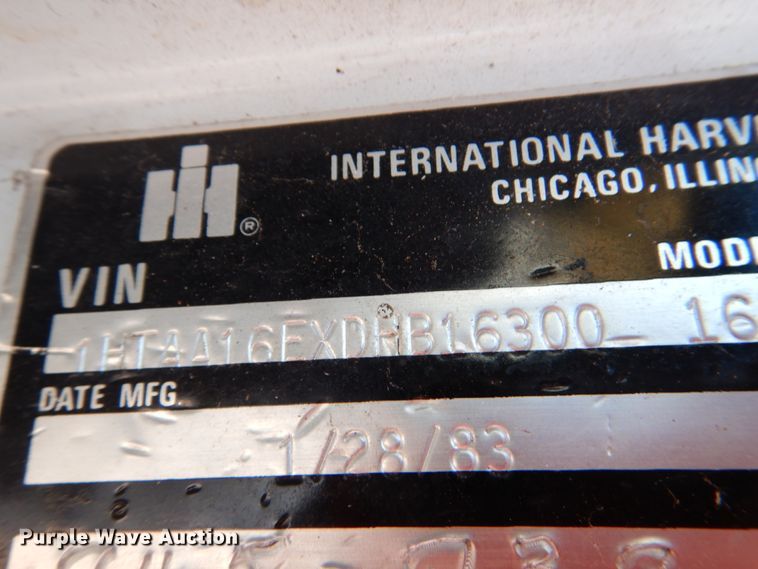 INTERNATIONAL HARV
CHICAGO, ILLIN
IH®
MODE
VIN
1HTAA16EXDHB16300 16
DATE MFG.
1/28/83
Purple Wave Auction